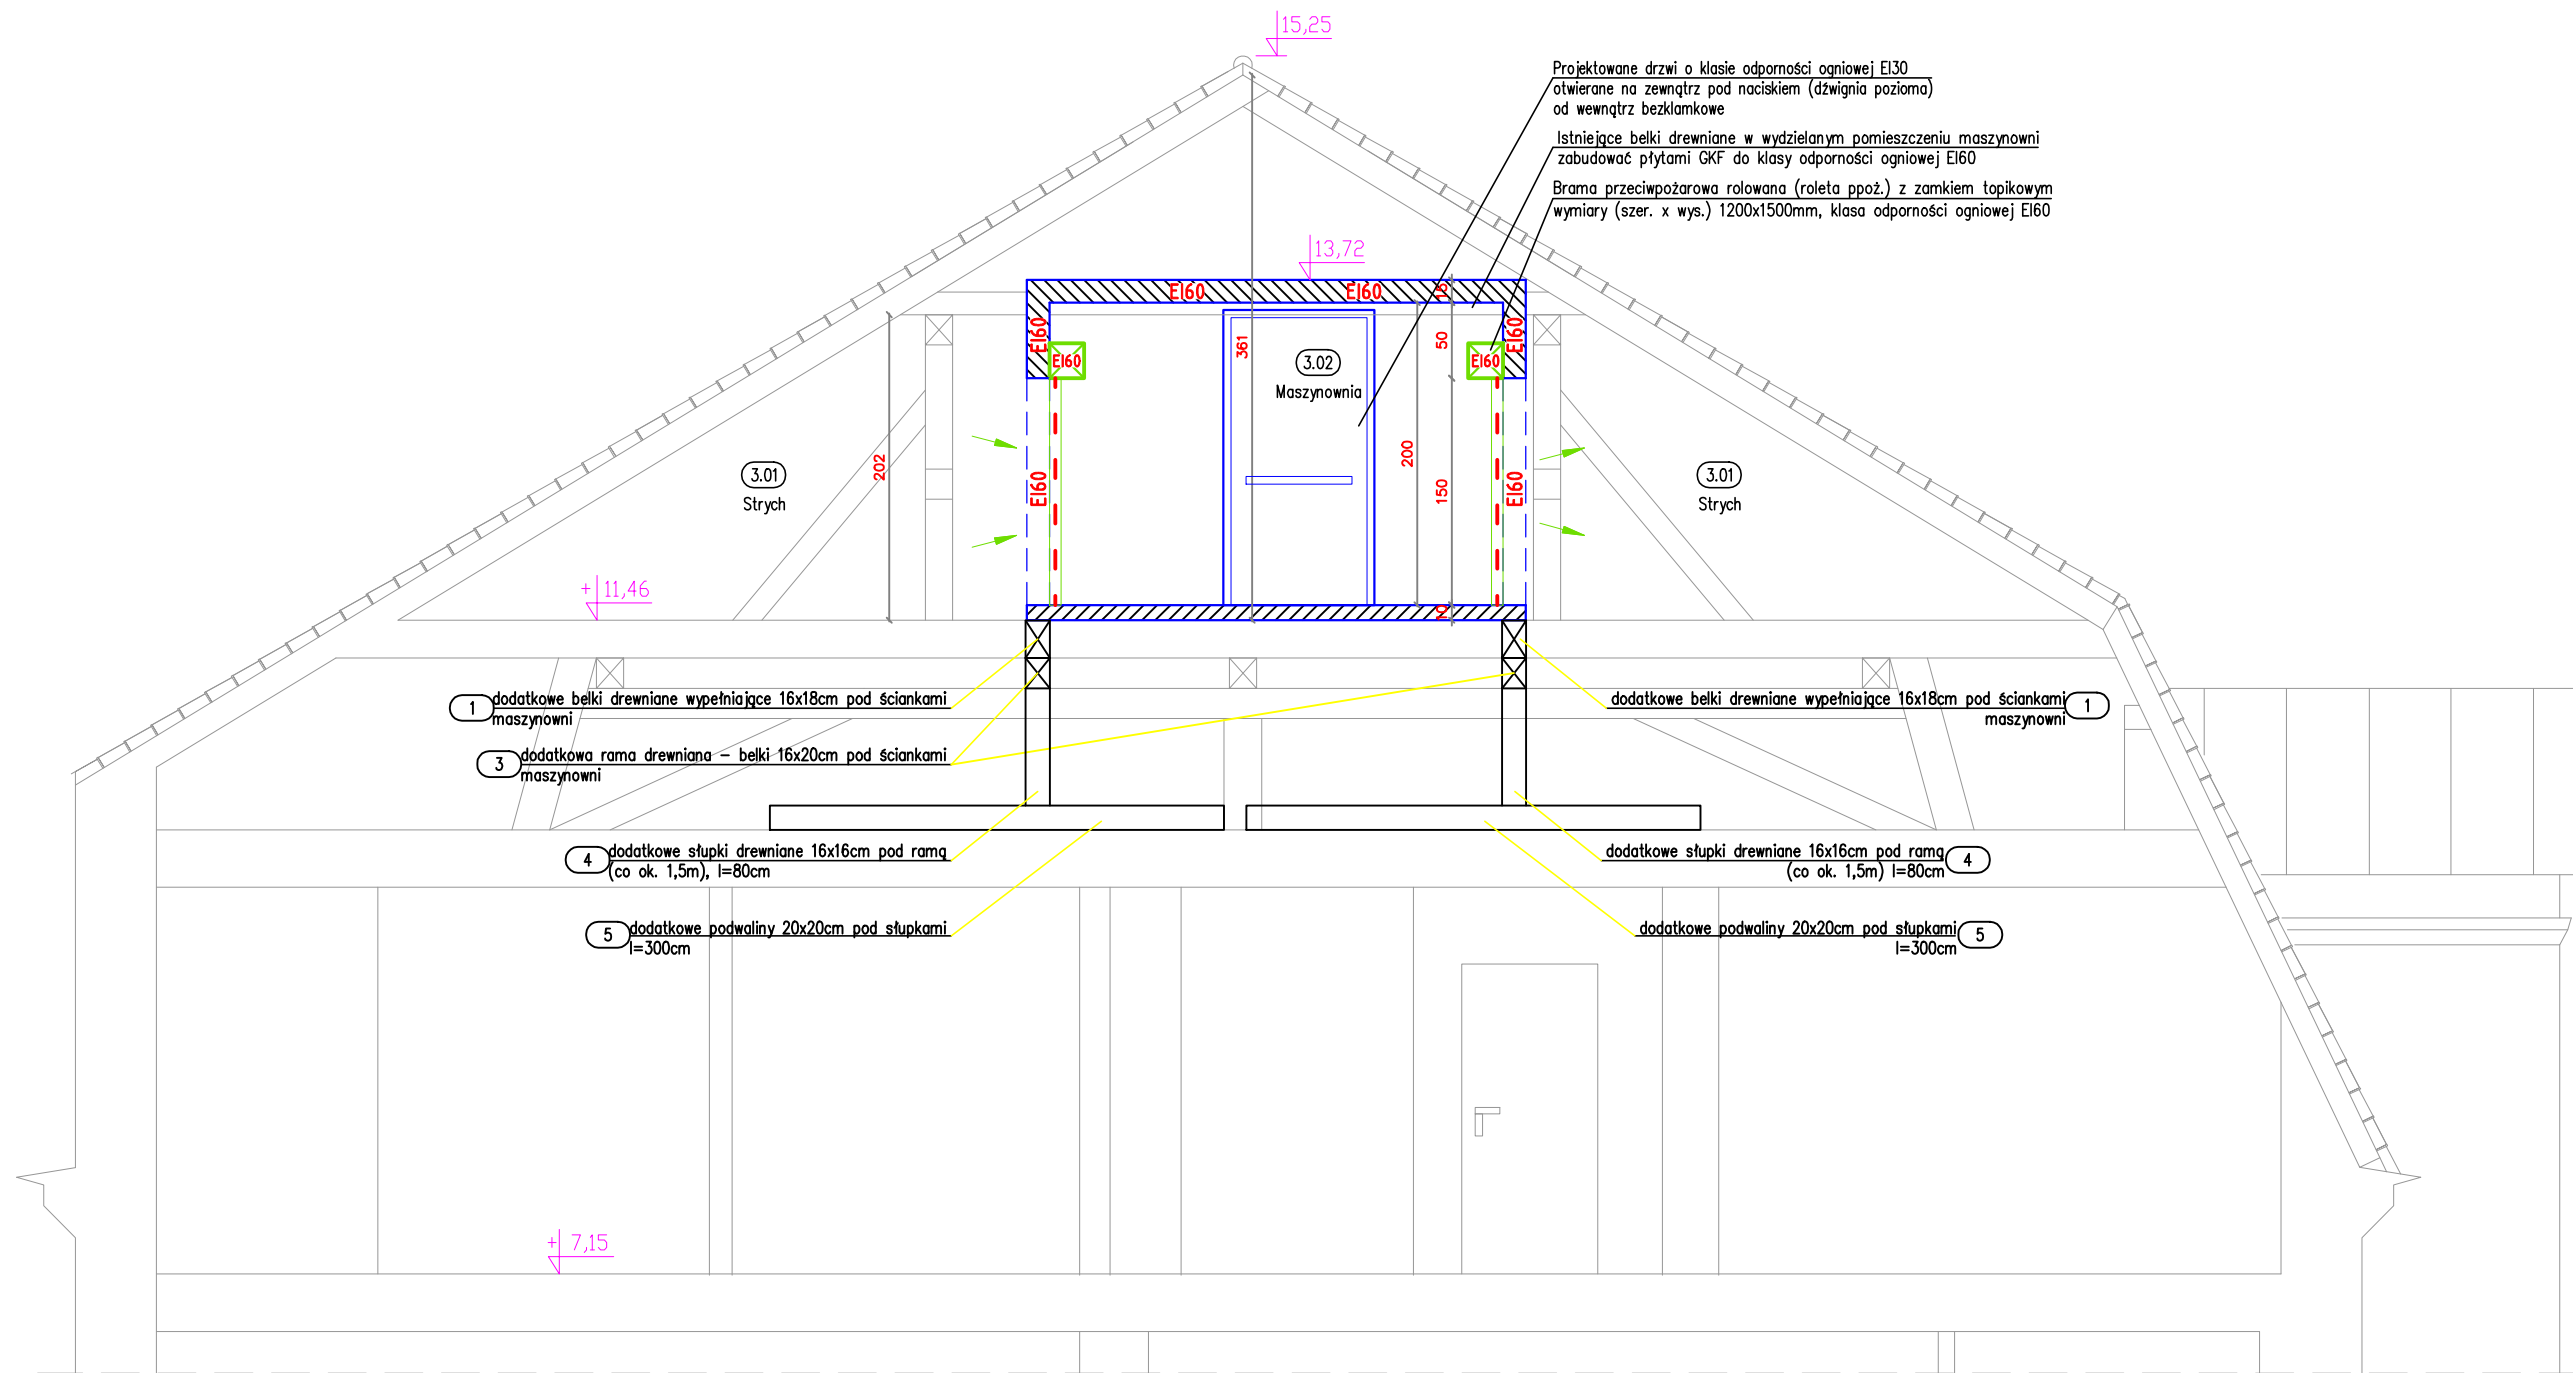 15,25
Projektowane drzwi o klasie odporności ogniowej EI30
otwierane na zewnątrz pod naciskiem (dźwignia pozioma)
od wewnątrz bezklamkowe
Istniejące belki drewniane w wydzielanym pomieszczeniu maszynowni
zabudować płytami GKF do klasy odporności ogniowej EI60
Brama przeciwpożarowa rolowana (roleta ppoż.) z zamkiem topikowym
wymiary (szer. x wys.) 1200x1500mm, klasa odporności ogniowej EI60
13,72
EI60
EI60
15
EI60
EI60
50
361
EI60
EI60
3.02
Maszynownia
202
200
150
3.01
Strych
EI60
EI60
3.01
Strych
+ 11,46
10
1
dodatkowe belki drewniane wypełniające 16x18cm pod ściankami
maszynowni
dodatkowe belki drewniane wypełniające 16x18cm pod ściankami
maszynowni
1
3
dodatkowa rama drewniana – belki 16x20cm pod ściankami
maszynowni
4
dodatkowe słupki drewniane 16x16cm pod ramą
(co ok. 1,5m), l=80cm
dodatkowe słupki drewniane 16x16cm pod ramą
(co ok. 1,5m) l=80cm
4
5
dodatkowe podwaliny 20x20cm pod słupkami
l=300cm
dodatkowe podwaliny 20x20cm pod słupkami
l=300cm
5
+ 7,15